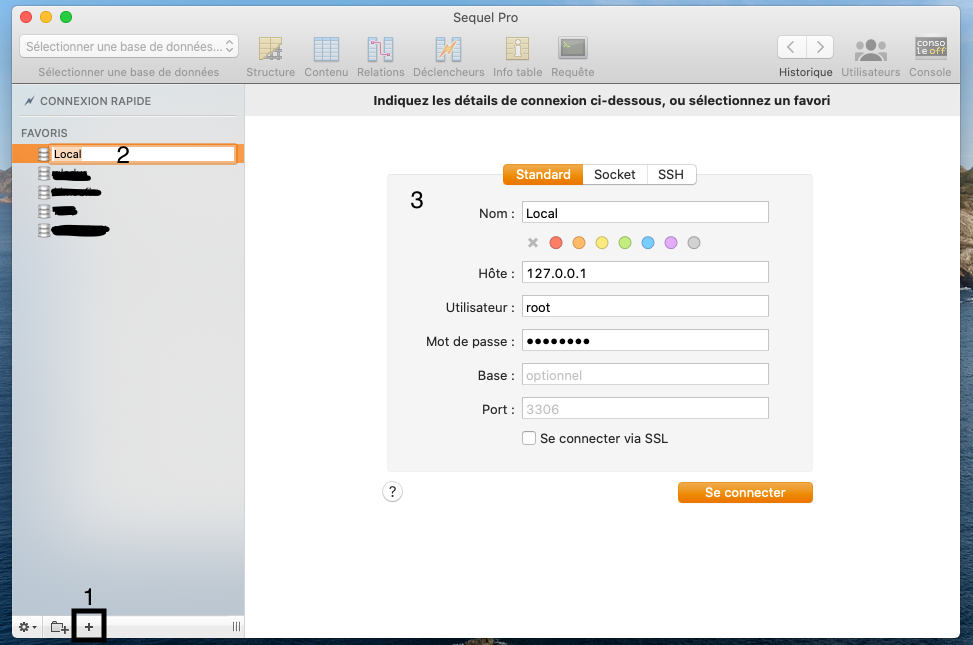 Sequel Pro
Sélectionner une base de données...
Sélectionner une base de données
Structure
Contenu
Relations
Déclencheurs
Info table
Requête
Historique
Utilisateurs
conso
le off
Console
CONNEXION RAPIDE
Indiquez les détails de connexion ci-dessous, ou sélectionnez un favori
FAVORIS
Local
2
Standard
Socket
SSH
3
Nom :
Local
Hôte :
127.0.0.1
Utilisateur :
root
Mot de passe :
●●●●●●●●
Base :
optionnel
Port :
3306
Se connecter via SSL
?
Se connecter
1
+